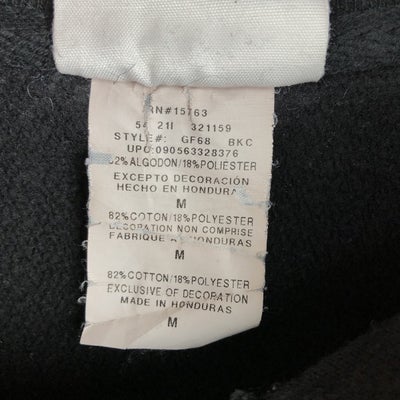 RN#15763
54 21I 321159
STYLE#: GF68 BKC
UPC:090563328376
82% ALGODON/18% POLIESTER
EXCEPTO DECORACIÓN
HECHO EN HONDURAS
M
82% COTTON/18% POLYESTER
DECORATION NON COMPRISE
FABRIQUE A HONDURAS
M
82% COTTON/18% POLYESTER
EXCLUSIVE OF DECORATION
MADE IN HONDURAS
M